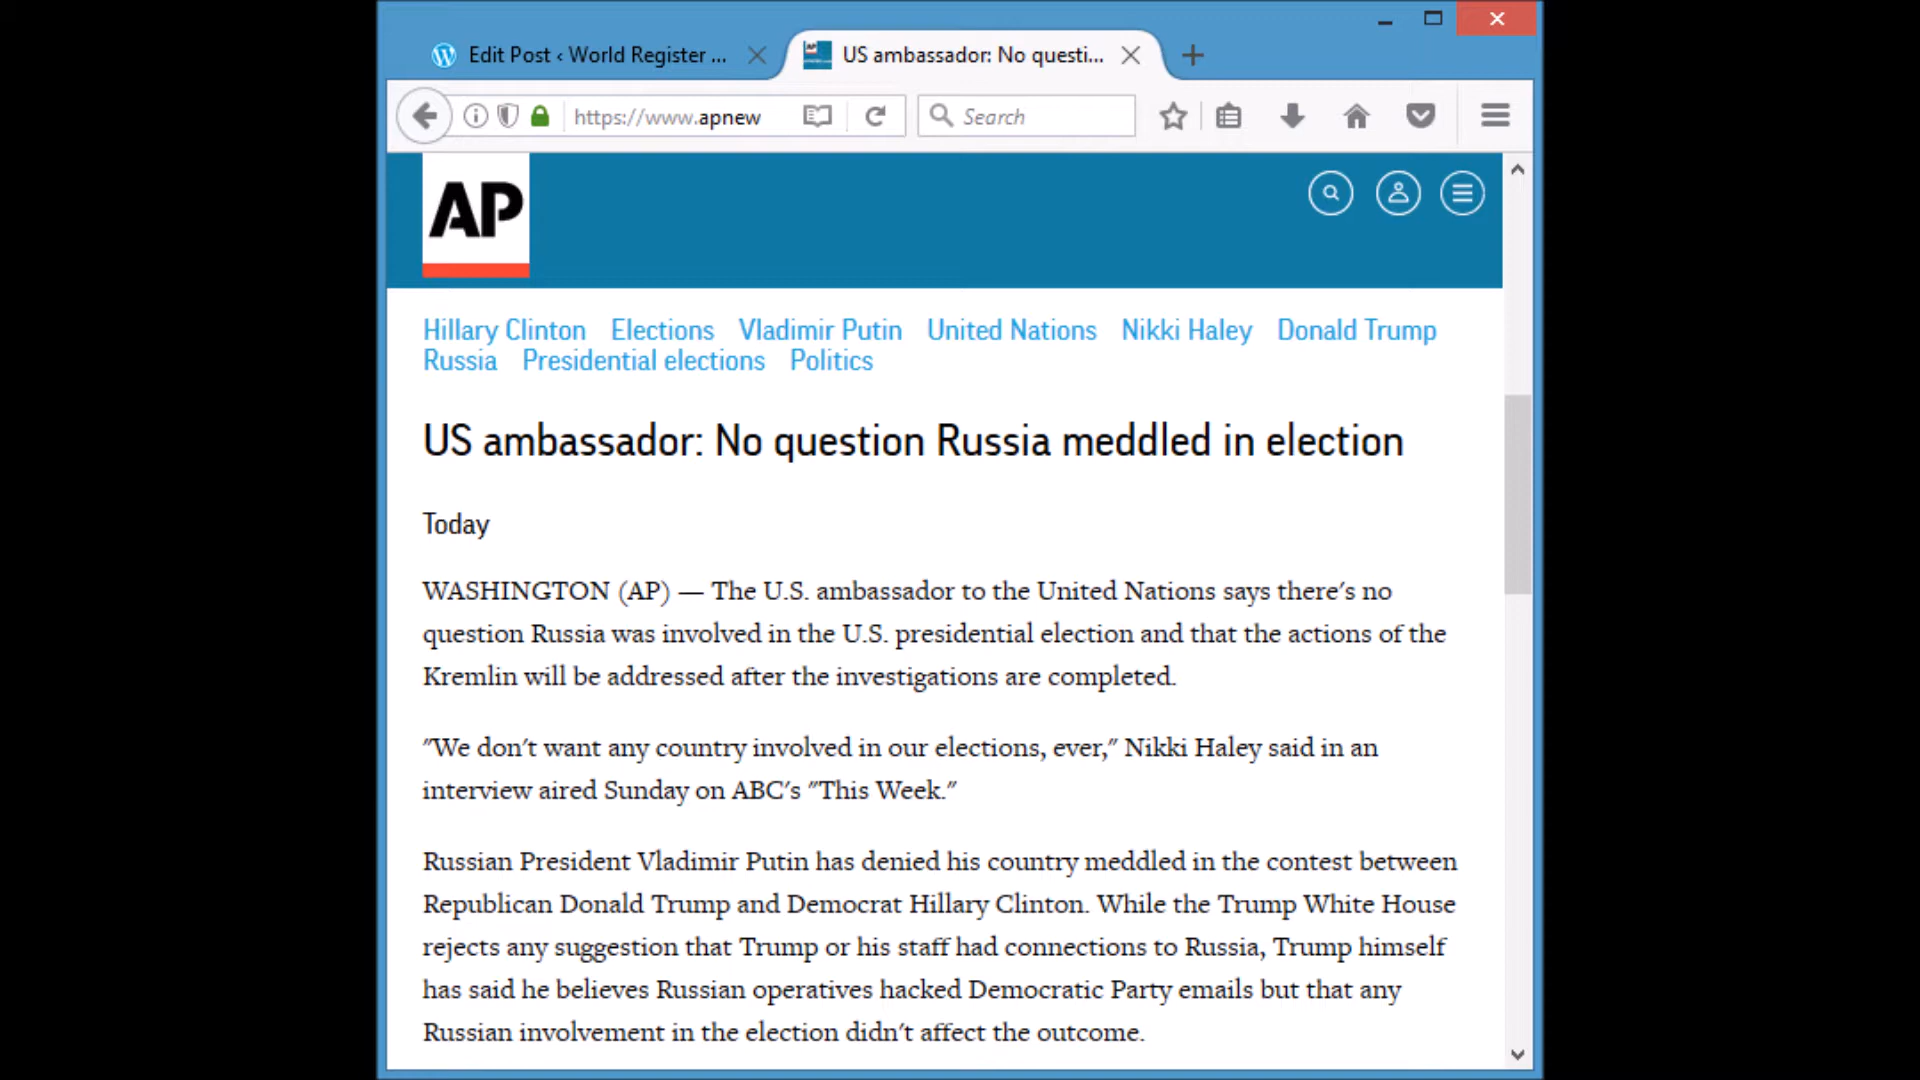 Edit Post ‹ World Register ...
US ambassador: No questi...
https://www.apnew
Search
AP
Hillary Clinton Elections Vladimir Putin United Nations Nikki Haley Donald Trump
Russia Presidential elections Politics
US ambassador: No question Russia meddled in election
Today
WASHINGTON (AP) — The U.S. ambassador to the United Nations says there's no
question Russia was involved in the U.S. presidential election and that the actions of the
Kremlin will be addressed after the investigations are completed.
"We don't want any country involved in our elections, ever," Nikki Haley said in an
interview aired Sunday on ABC's "This Week."
Russian President Vladimir Putin has denied his country meddled in the contest between
Republican Donald Trump and Democrat Hillary Clinton. While the Trump White House
rejects any suggestion that Trump or his staff had connections to Russia, Trump himself
has said he believes Russian operatives hacked Democratic Party emails but that any
Russian involvement in the election didn't affect the outcome.